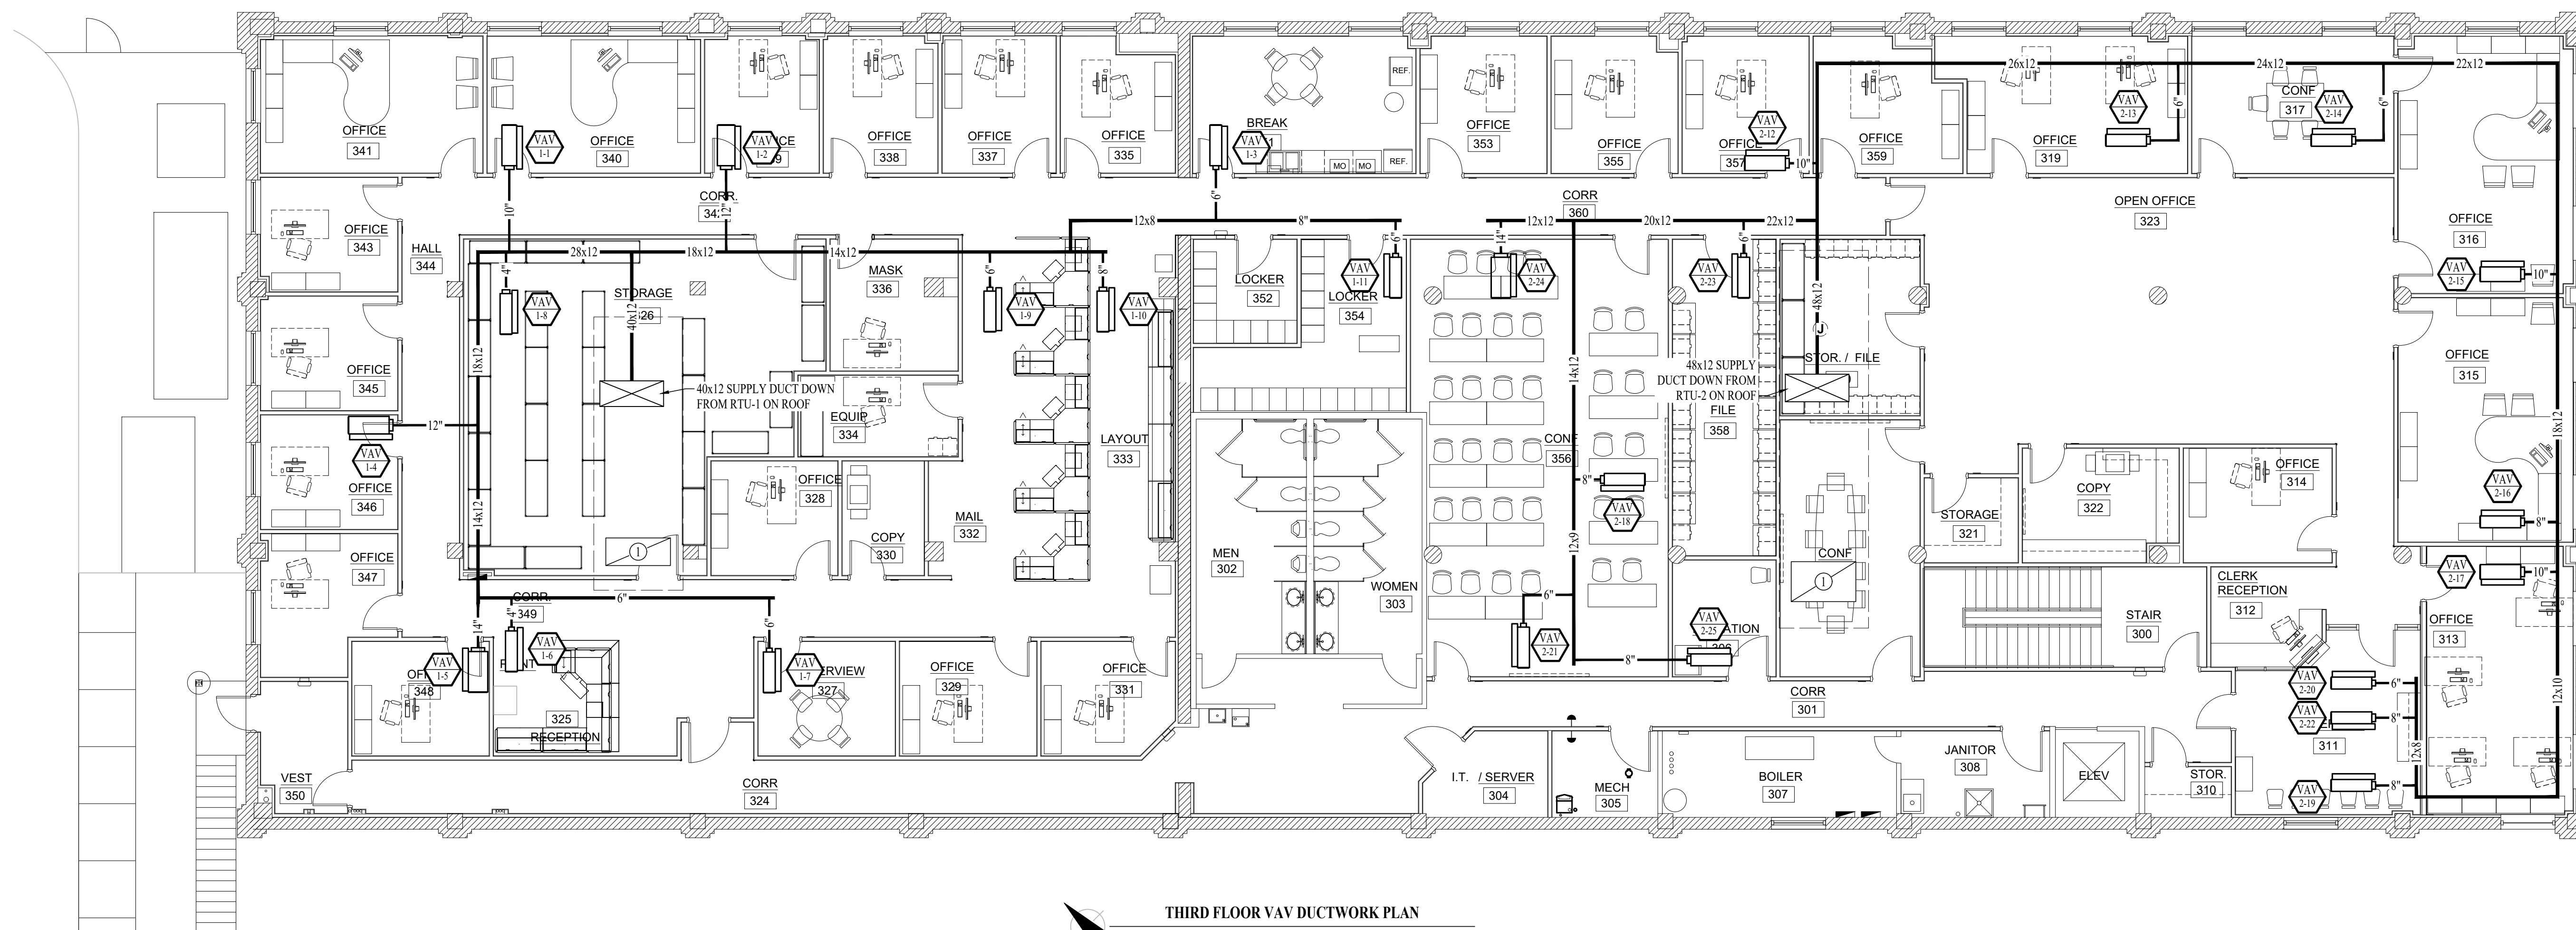 OFFICE
341
VAV
1-1
OFFICE
340
VAV
1-2
OFFICE
338
OFFICE
337
OFFICE
335
BREAK
VAV
1-3
REF.
MO
MO
REF.
OFFICE
353
OFFICE
355
VAV
2-12
OFFICE
357
10"
OFFICE
359
26x12
OFFICE
319
VAV
2-13
6"
24x12
CONF
317
VAV
2-14
6"
22x12
OFFICE
343
HALL
344
10"
CORR.
12"
28x12
18x12
14x12
12x8
6"
8"
CORR
360
12x12
20x12
22x12
OPEN OFFICE
323
OFFICE
316
4"
VAV
1-8
STORAGE
40x12
MASK
336
6"
VAV
1-9
8"
VAV
1-10
LOCKER
352
LOCKER
354
VAV
1-11
6"
14"
VAV
2-24
VAV
2-23
6"
48x12
J
VAV
2-15
10"
OFFICE
345
18x12
40x12 SUPPLY DUCT DOWN
FROM RTU-1 ON ROOF
48x12 SUPPLY
DUCT DOWN FROM
RTU-2 ON ROOF
STOR. / FILE
14x12
OFFICE
315
18x12
12"
VAV
1-4
OFFICE
346
14x12
EQUIP
334
LAYOUT
333
CONF
356
FILE
358
OFFICE
328
8"
VAV
2-18
VAV
2-16
8"
OFFICE
314
COPY
322
STORAGE
321
MAIL
332
COPY
330
12x9
OFFICE
347
1
MEN
302
WOMEN
303
CONF
1
VAV
2-17
10"
CLERK
RECEPTION
312
STAIR
300
OFFICE
313
CORR.
349
6"
4"
6"
14"
VAV
1-5
VAV
1-6
VAV
1-7
348
327
OFFICE
329
OFFICE
331
6"
VAV
2-21
8"
VAV
2-25
325
RECEPTION
CORR
301
VAV
2-20
6"
VAV
2-22
8"
311
12x8
12x10
VAV
2-19
8"
VEST
350
CORR
324
I.T. / SERVER
304
MECH
305
BOILER
307
JANITOR
308
ELEV
STOR.
310
THIRD FLOOR VAV DUCTWORK PLAN